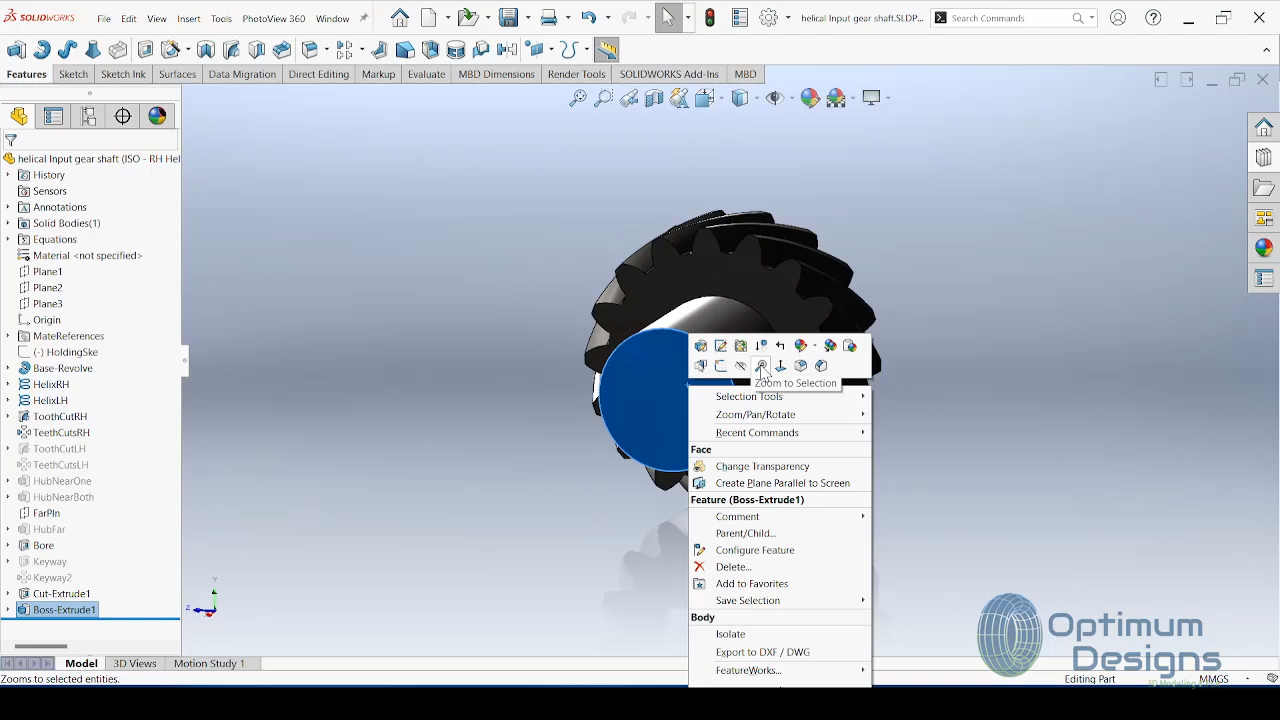 SOLIDWORKS File Edit View Insert Tools PhotoView 360 Window helical Input gear shaft.SLDP... Search Commands
Features Sketch Sketch Ink Surfaces Data Migration Direct Editing Markup Evaluate MBD Dimensions Render Tools SOLIDWORKS Add-Ins MBD
helical Input gear shaft (ISO - RH Hel
History
Sensors
Annotations
Solid Bodies(1)
Equations
Material <not specified>
Plane1
Plane2
Plane3
Origin
MateReferences
(-) HoldingSke
Base-Revolve
HelixRH
HelixLH
ToothCutRH
TeethCutsRH
ToothCutLH
TeethCutsLH
HubNearOne
HubNearBoth
FarPln
HubFar
Bore
Keyway
Keyway2
Cut-Extrude1
Boss-Extrude1
Zoom to Selection
Selection Tools
Zoom/Pan/Rotate
Recent Commands
Face
Change Transparency
Create Plane Parallel to Screen
Feature (Boss-Extrude1)
Comment
Parent/Child...
Configure Feature
Delete...
Add to Favorites
Save Selection
Body
Isolate
Export to DXF / DWG
FeatureWorks...
Y
Z
Optimum
Designs
Model 3D Views Motion Study 1
Zooms to selected entities. Editing Part MMGS